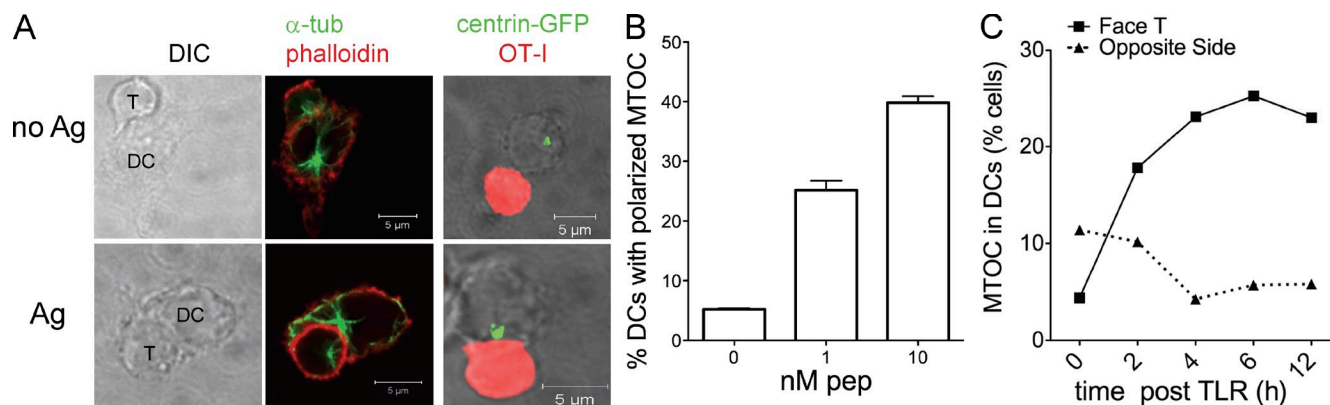 A
DIC
α-tub
phalloidin
centrin-GFP
OT-I
no Ag
T
DC
5 µm
5 µm
Ag
DC
T
5 µm
5 µm
B
% DCs with polarized MTOC
50
40
30
20
10
0
0 1 10
nM pep
C
Face T
Opposite Side
MTOC in DCs (% cells)
30
20
10
0
0 2 4 6 12
time post TLR (h)